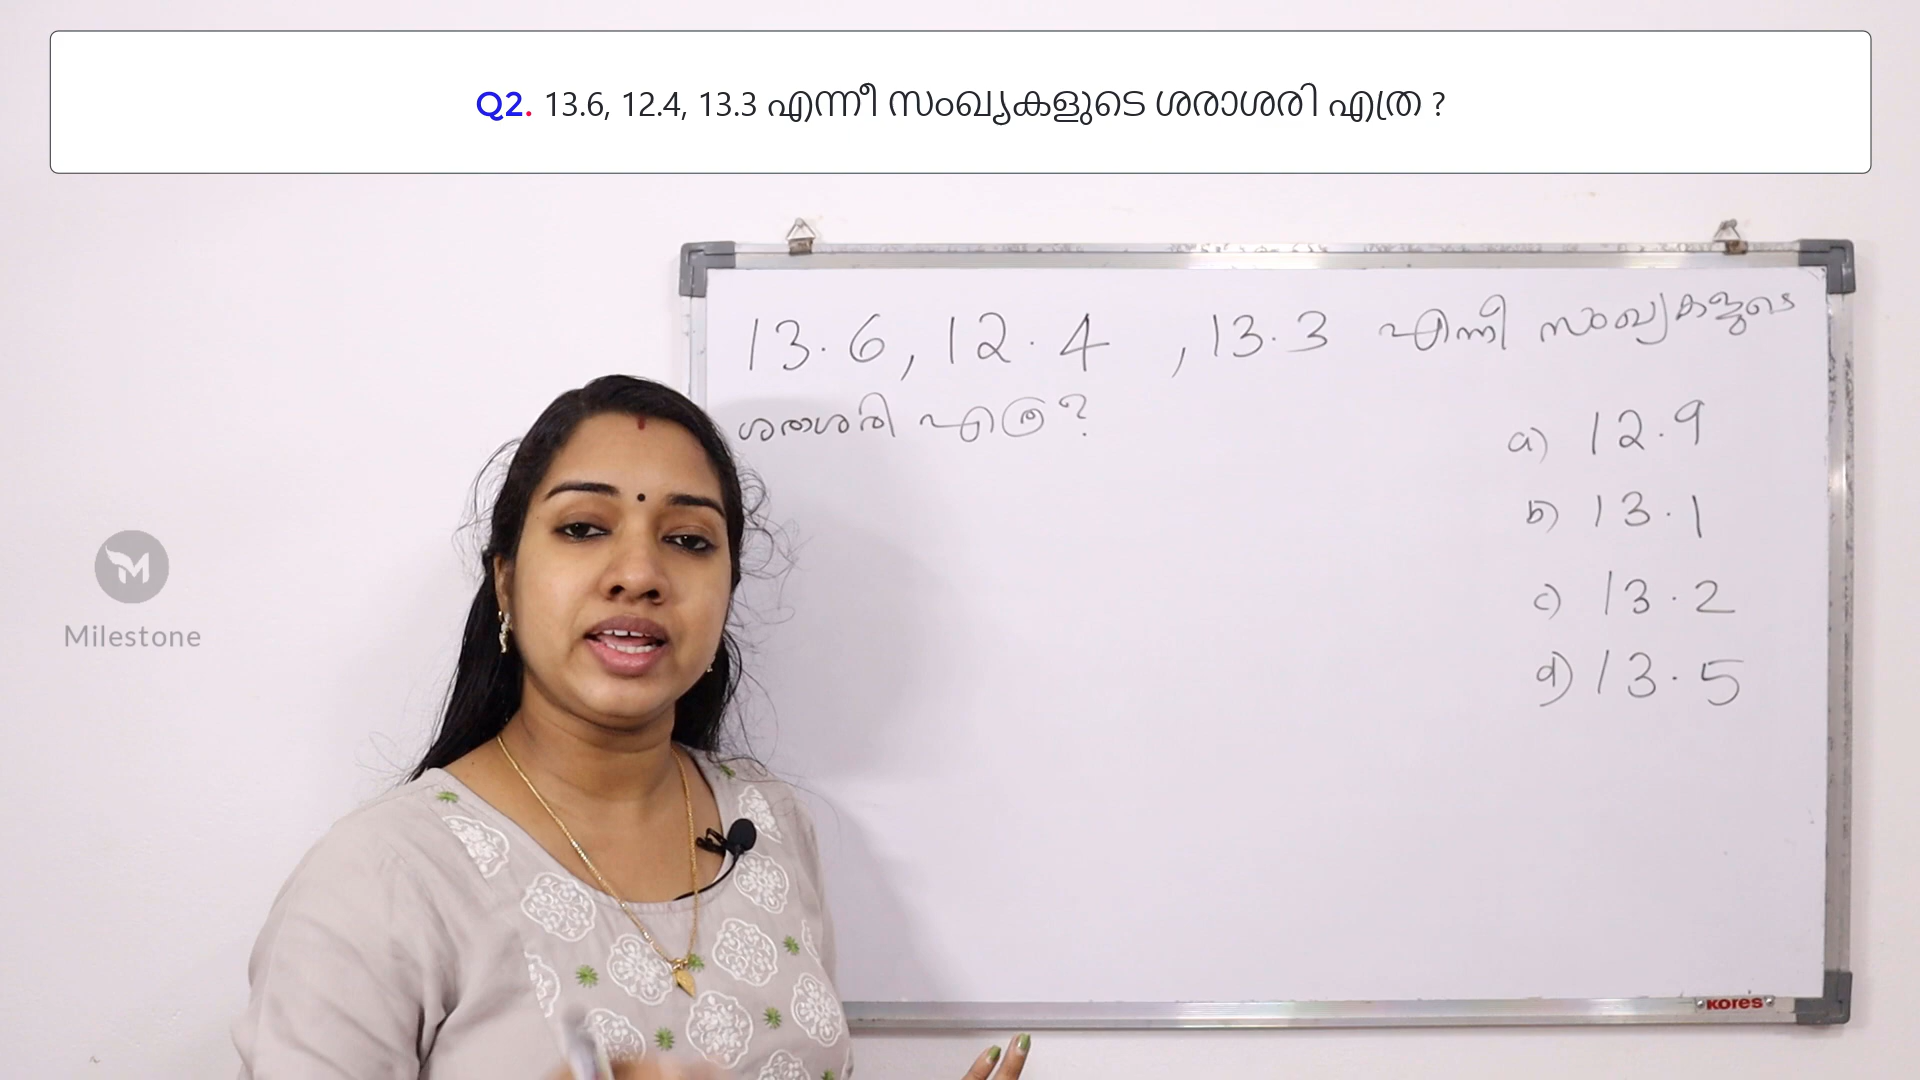 Q2. 13.6, 12.4, 13.3 എന്നീ സംഖ്യകളുടെ ശരാശരി എത്ര ?
13.6, 12.4 , 13.3 എന്നീ സംഖ്യകളുടെ
ശരാശരി എത്ര?
a) 12.9
b) 13.1
c) 13.2
d) 13.5
Milestone
KORES